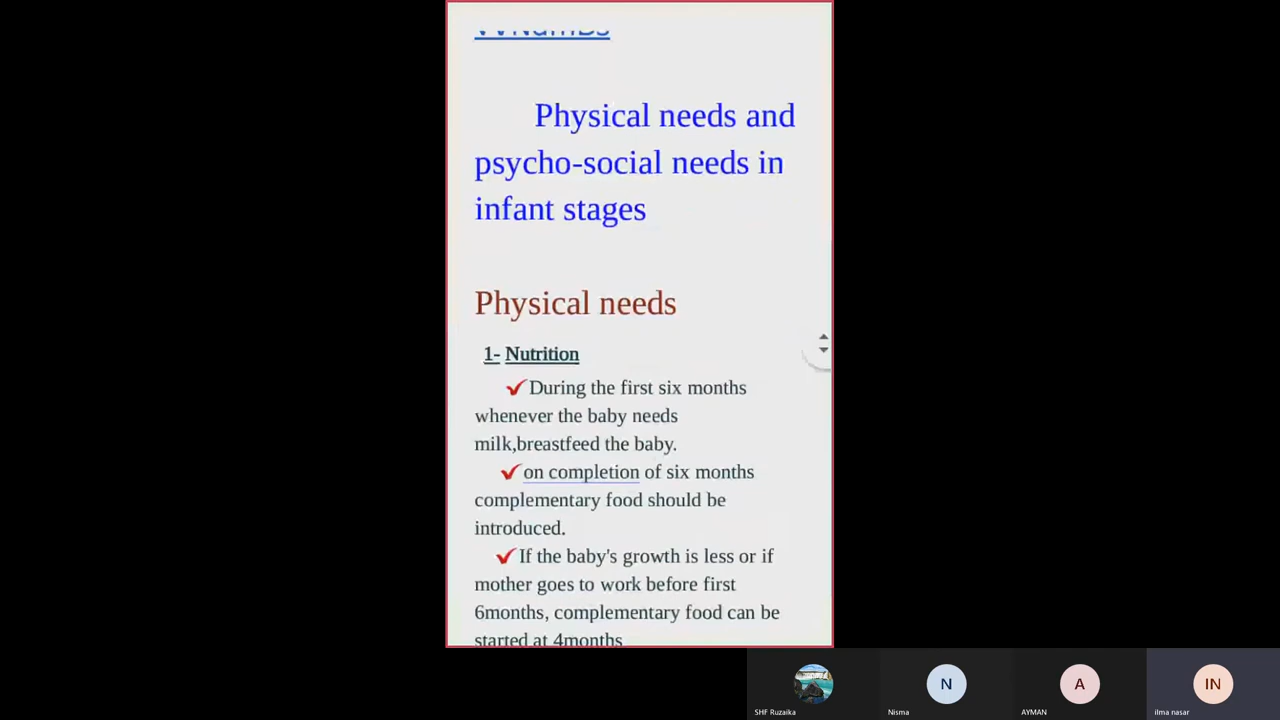 Physical needs and
psycho-social needs in
infant stages
Physical needs
1- Nutrition
✓During the first six months
whenever the baby needs
milk,breastfeed the baby.
✓on completion of six months
complementary food should be
introduced.
✓If the baby's growth is less or if
mother goes to work before first
6months, complementary food can be
started at 4months
N
A
IN
SHF Ruzaika
Nisma
AYMAN
ilma nasar